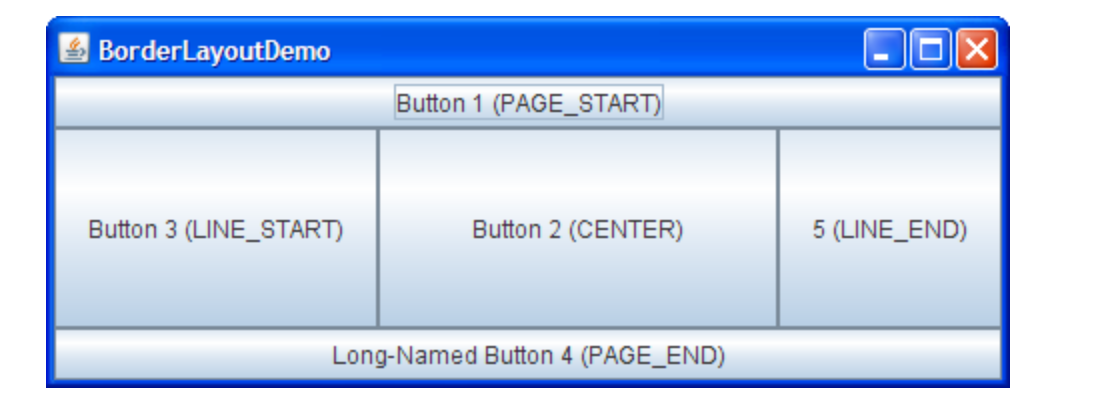 BorderLayoutDemo
Button 1 (PAGE_START)
Button 3 (LINE_START)
Button 2 (CENTER)
5 (LINE_END)
Long-Named Button 4 (PAGE_END)